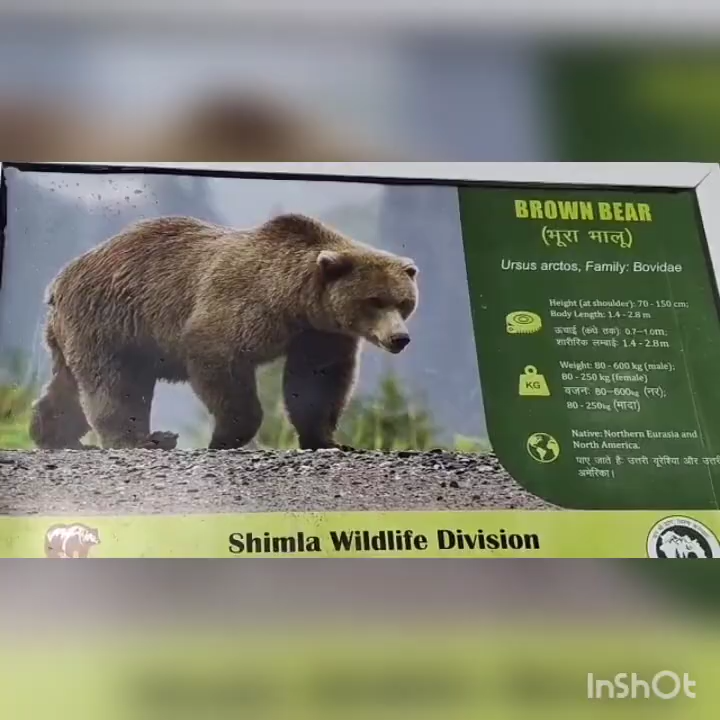 BROWN BEAR
(भूरा भालू)
Ursus arctos, Family: Bovidae
Height (at shoulder): 70 - 150 cm;
Body Length: 1.4 - 2.8 m
ऊचाई (कंधे तक): 0.7-1.0m;
शारीरिक लम्बाई: 1.4 - 2.8m
KG
Weight: 80 - 600 kg (male);
80 - 250 kg (female)
वजन: 80-600kg (नर);
80 - 250kg (मादा)
Native: Northern Eurasia and
North America.
पाए जाते है: उत्तरी यूरेशिया और उत्तरी
अमेरिका।
Shimla Wildlife Division
InShOt